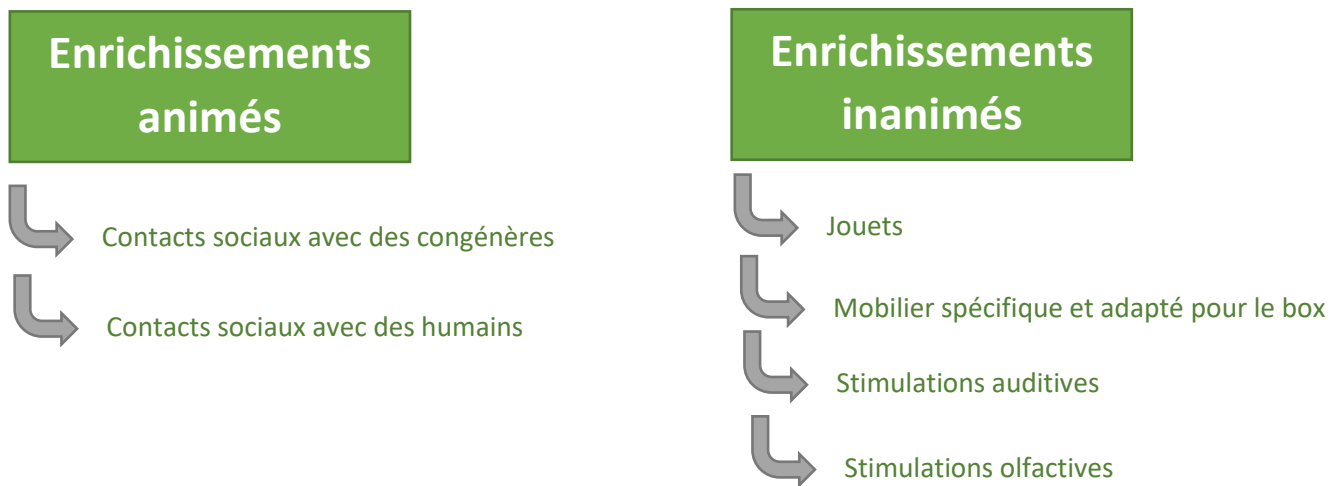 Enrichissements
animés
Contacts sociaux avec des congénères
Contacts sociaux avec des humains
Enrichissements
inanimés
Jouets
Mobilier spécifique et adapté pour le box
Stimulations auditives
Stimulations olfactives